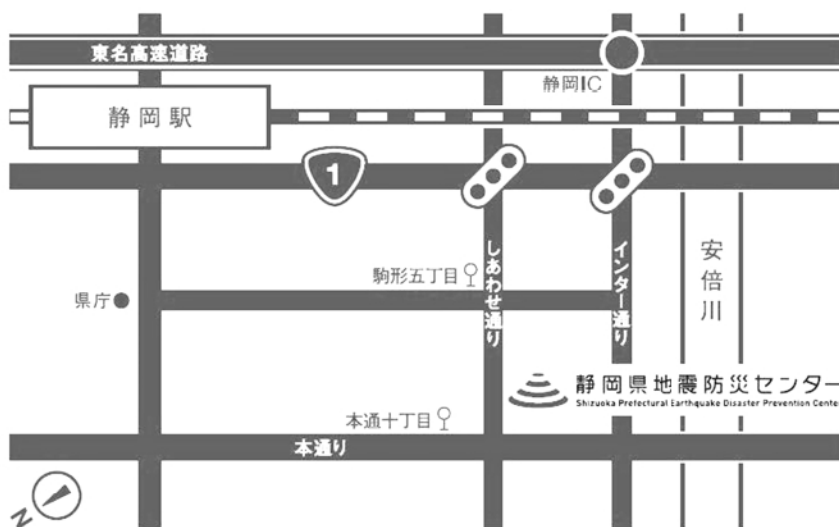 東名高速道路
静岡IC
静岡駅
1
しあわせ通り
インター通り
安倍川
駒形五丁目
県庁
静岡県地震防災センター
Shizuoka Prefectural Earthquake Disaster Prevention Center
本通十丁目
本通り
N